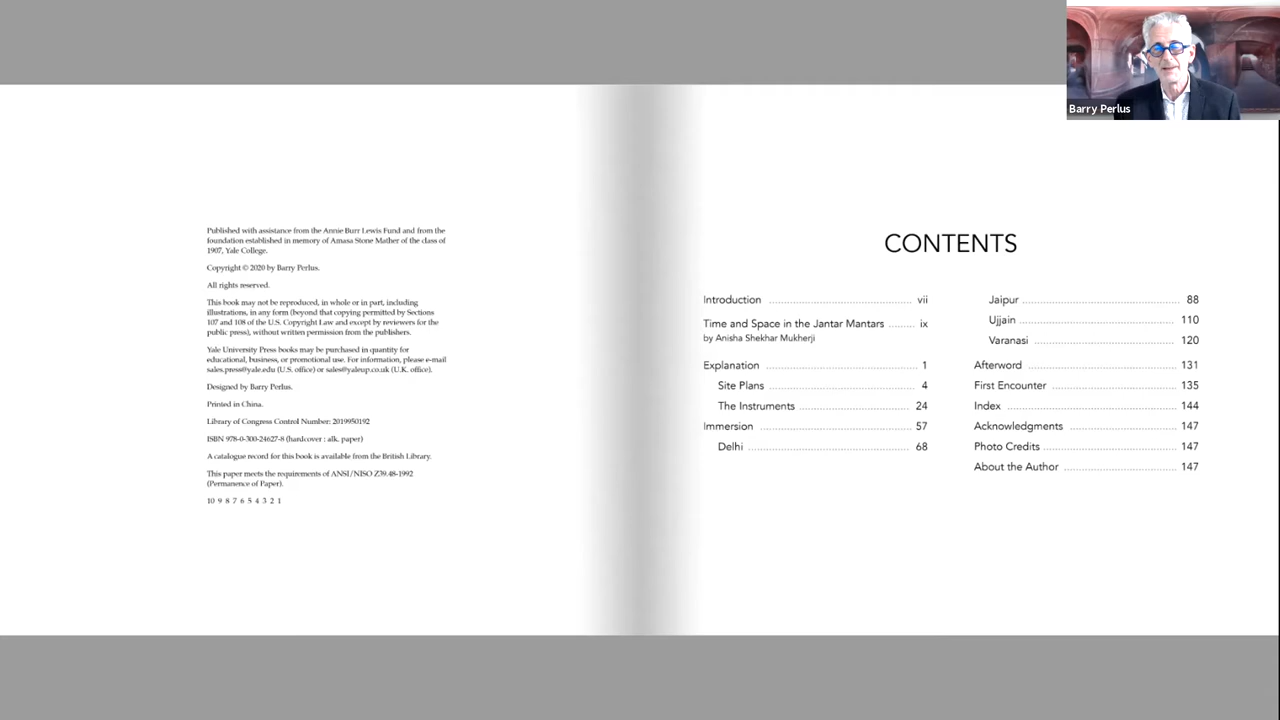 Barry Perlus
Published with assistance from the Annie Burr Lewis Fund and from the
foundation established in memory of Amasa Stone Mather of the class of
1907, Yale College.
Copyright © 2020 by Barry Perlus.
All rights reserved.
This book may not be reproduced, in whole or in part, including
illustrations, in any form (beyond that copying permitted by Sections
107 and 108 of the U.S. Copyright Law and except by reviewers for the
public press), without written permission from the publishers.
Yale University Press books may be purchased in quantity for
educational, business, or promotional use. For information, please e-mail
sales.press@yale.edu (U.S. office) or sales@yaleup.co.uk (U.K. office).
Designed by Barry Perlus.
Printed in China.
Library of Congress Control Number: 2019950192
ISBN 978-0-300-24627-8 (hardcover : alk. paper)
A catalogue record for this book is available from the British Library.
This paper meets the requirements of ANSI/NISO Z39.48-1992
(Permanence of Paper).
10 9 8 7 6 5 4 3 2 1
CONTENTS
Introduction vii
Time and Space in the Jantar Mantars ix
by Anisha Shekhar Mukherji
Explanation 1
Site Plans 4
The Instruments 24
Immersion 57
Delhi 68
Jaipur 88
Ujjain 110
Varanasi 120
Afterword 131
First Encounter 135
Index 144
Acknowledgments 147
Photo Credits 147
About the Author 147